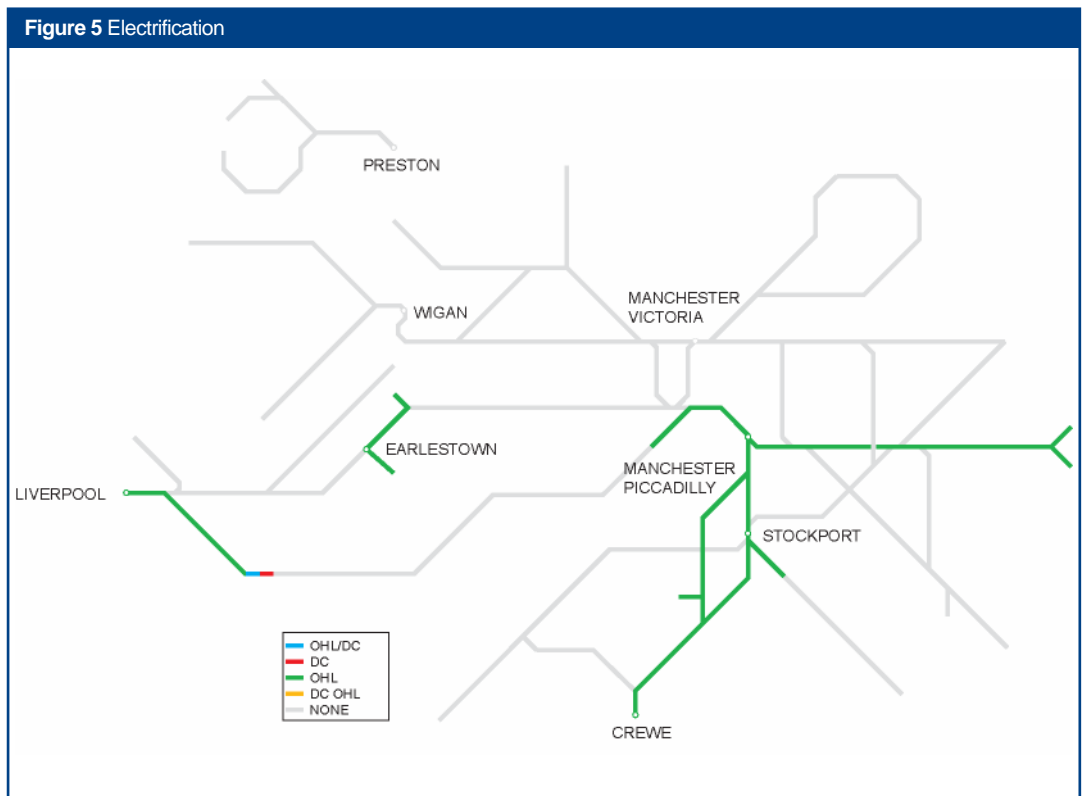 Figure 5 Electrification
PRESTON
WIGAN
MANCHESTER
VICTORIA
EARLESTOWN
MANCHESTER
PICCADILLY
LIVERPOOL
STOCKPORT
OHL/DC
DC
OHL
DC OHL
NONE
CREWE